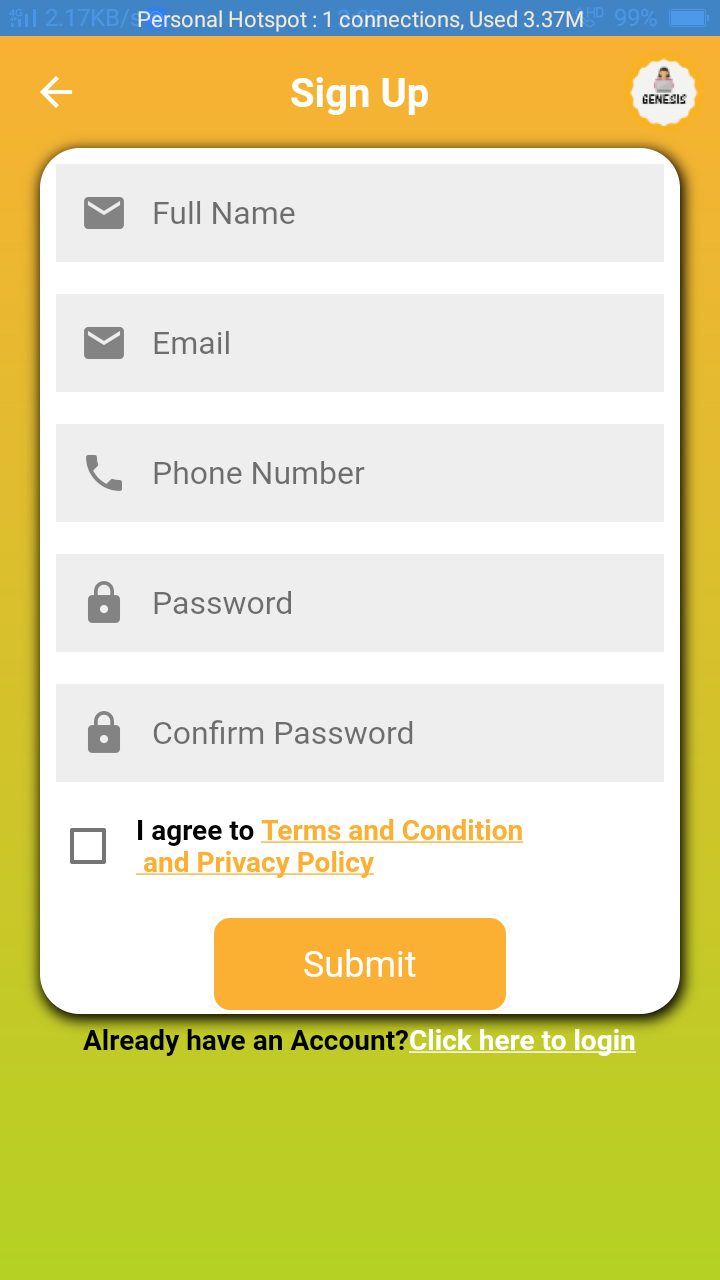 2.17KB/s Personal Hotspot : 1 connections, Used 3.37M HD 99%
Sign Up
GENESIS
Full Name
Email
Phone Number
Password
Confirm Password
I agree to Terms and Condition
and Privacy Policy
Submit
Already have an Account?Click here to login